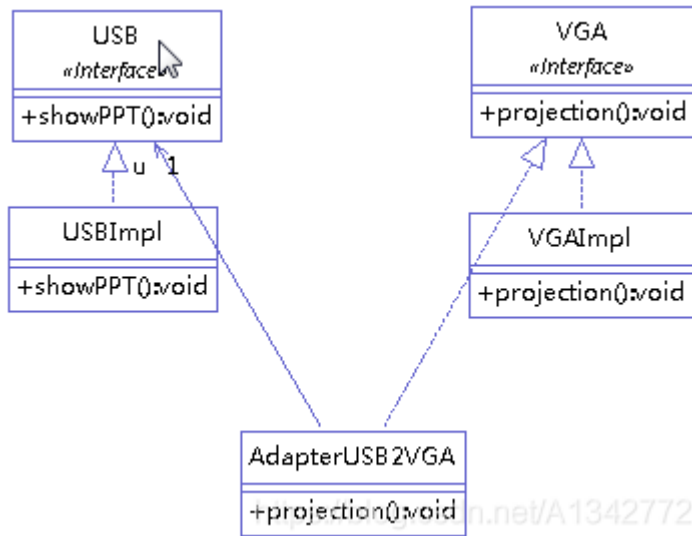 USB
«Interface»
+showPPT():void
VGA
«Interface»
+projection():void
u 1
USBImpl
+showPPT():void
VGAImpl
+projection():void
AdapterUSB2VGA
+projection():void